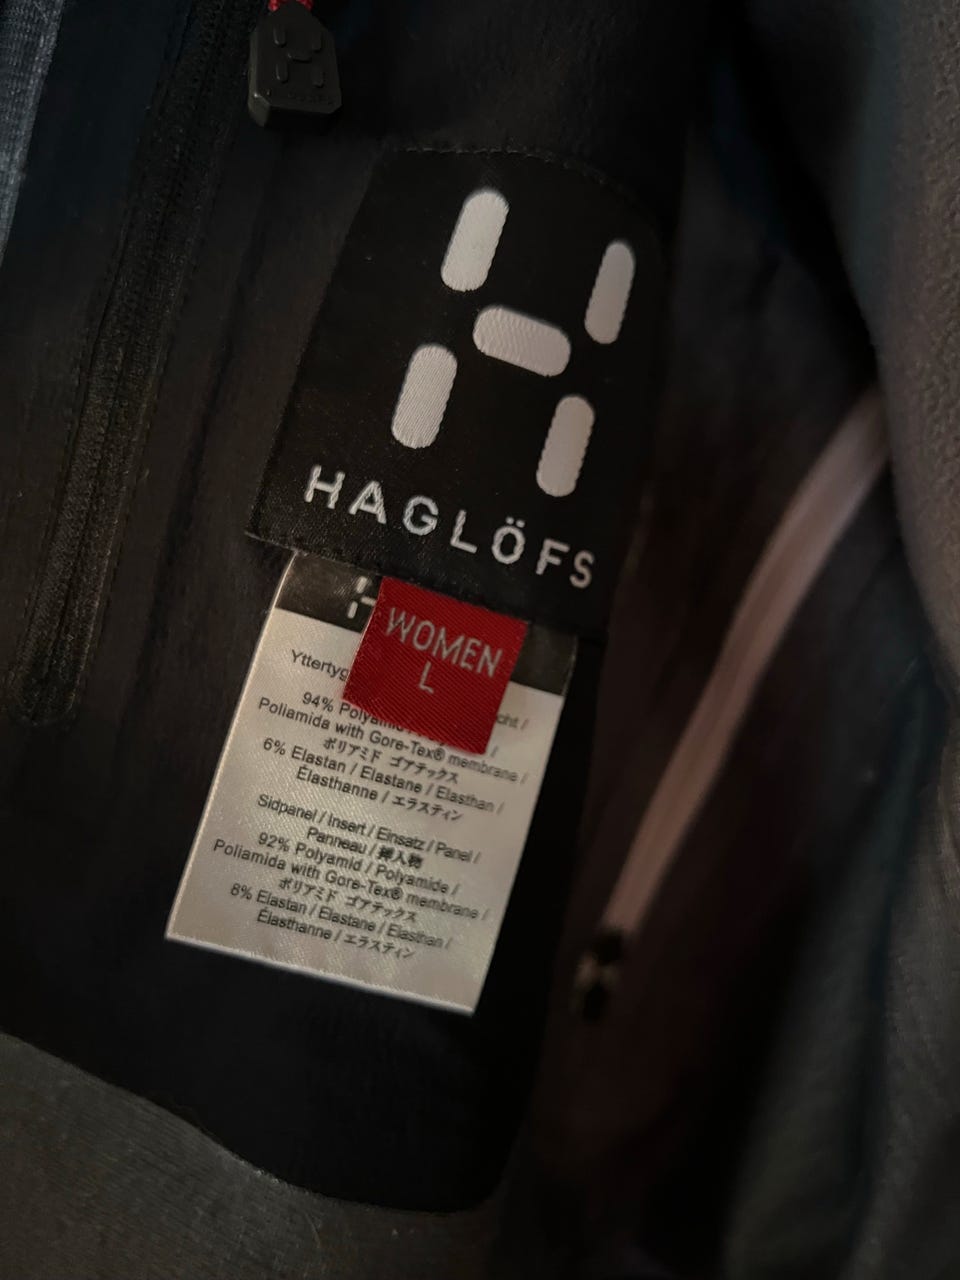 HAGLÖFS
WOMEN
L
94%
Poliamida with Gore-Tex® membrane /
ポリアミド ゴアテックス
6% Elastan / Elastane / Elasthan /
Élasthanne / エラスティン
Sidpanel / Insert / Einsatz / Panel /
Panneau / 挿入物
92% Polyamid / Polyamide /
Poliamida with Gore-Tex® membrane /
ポリアミド ゴアテックス
8% Elastan / Elastane / Elasthan /
Élasthanne / エラスティン